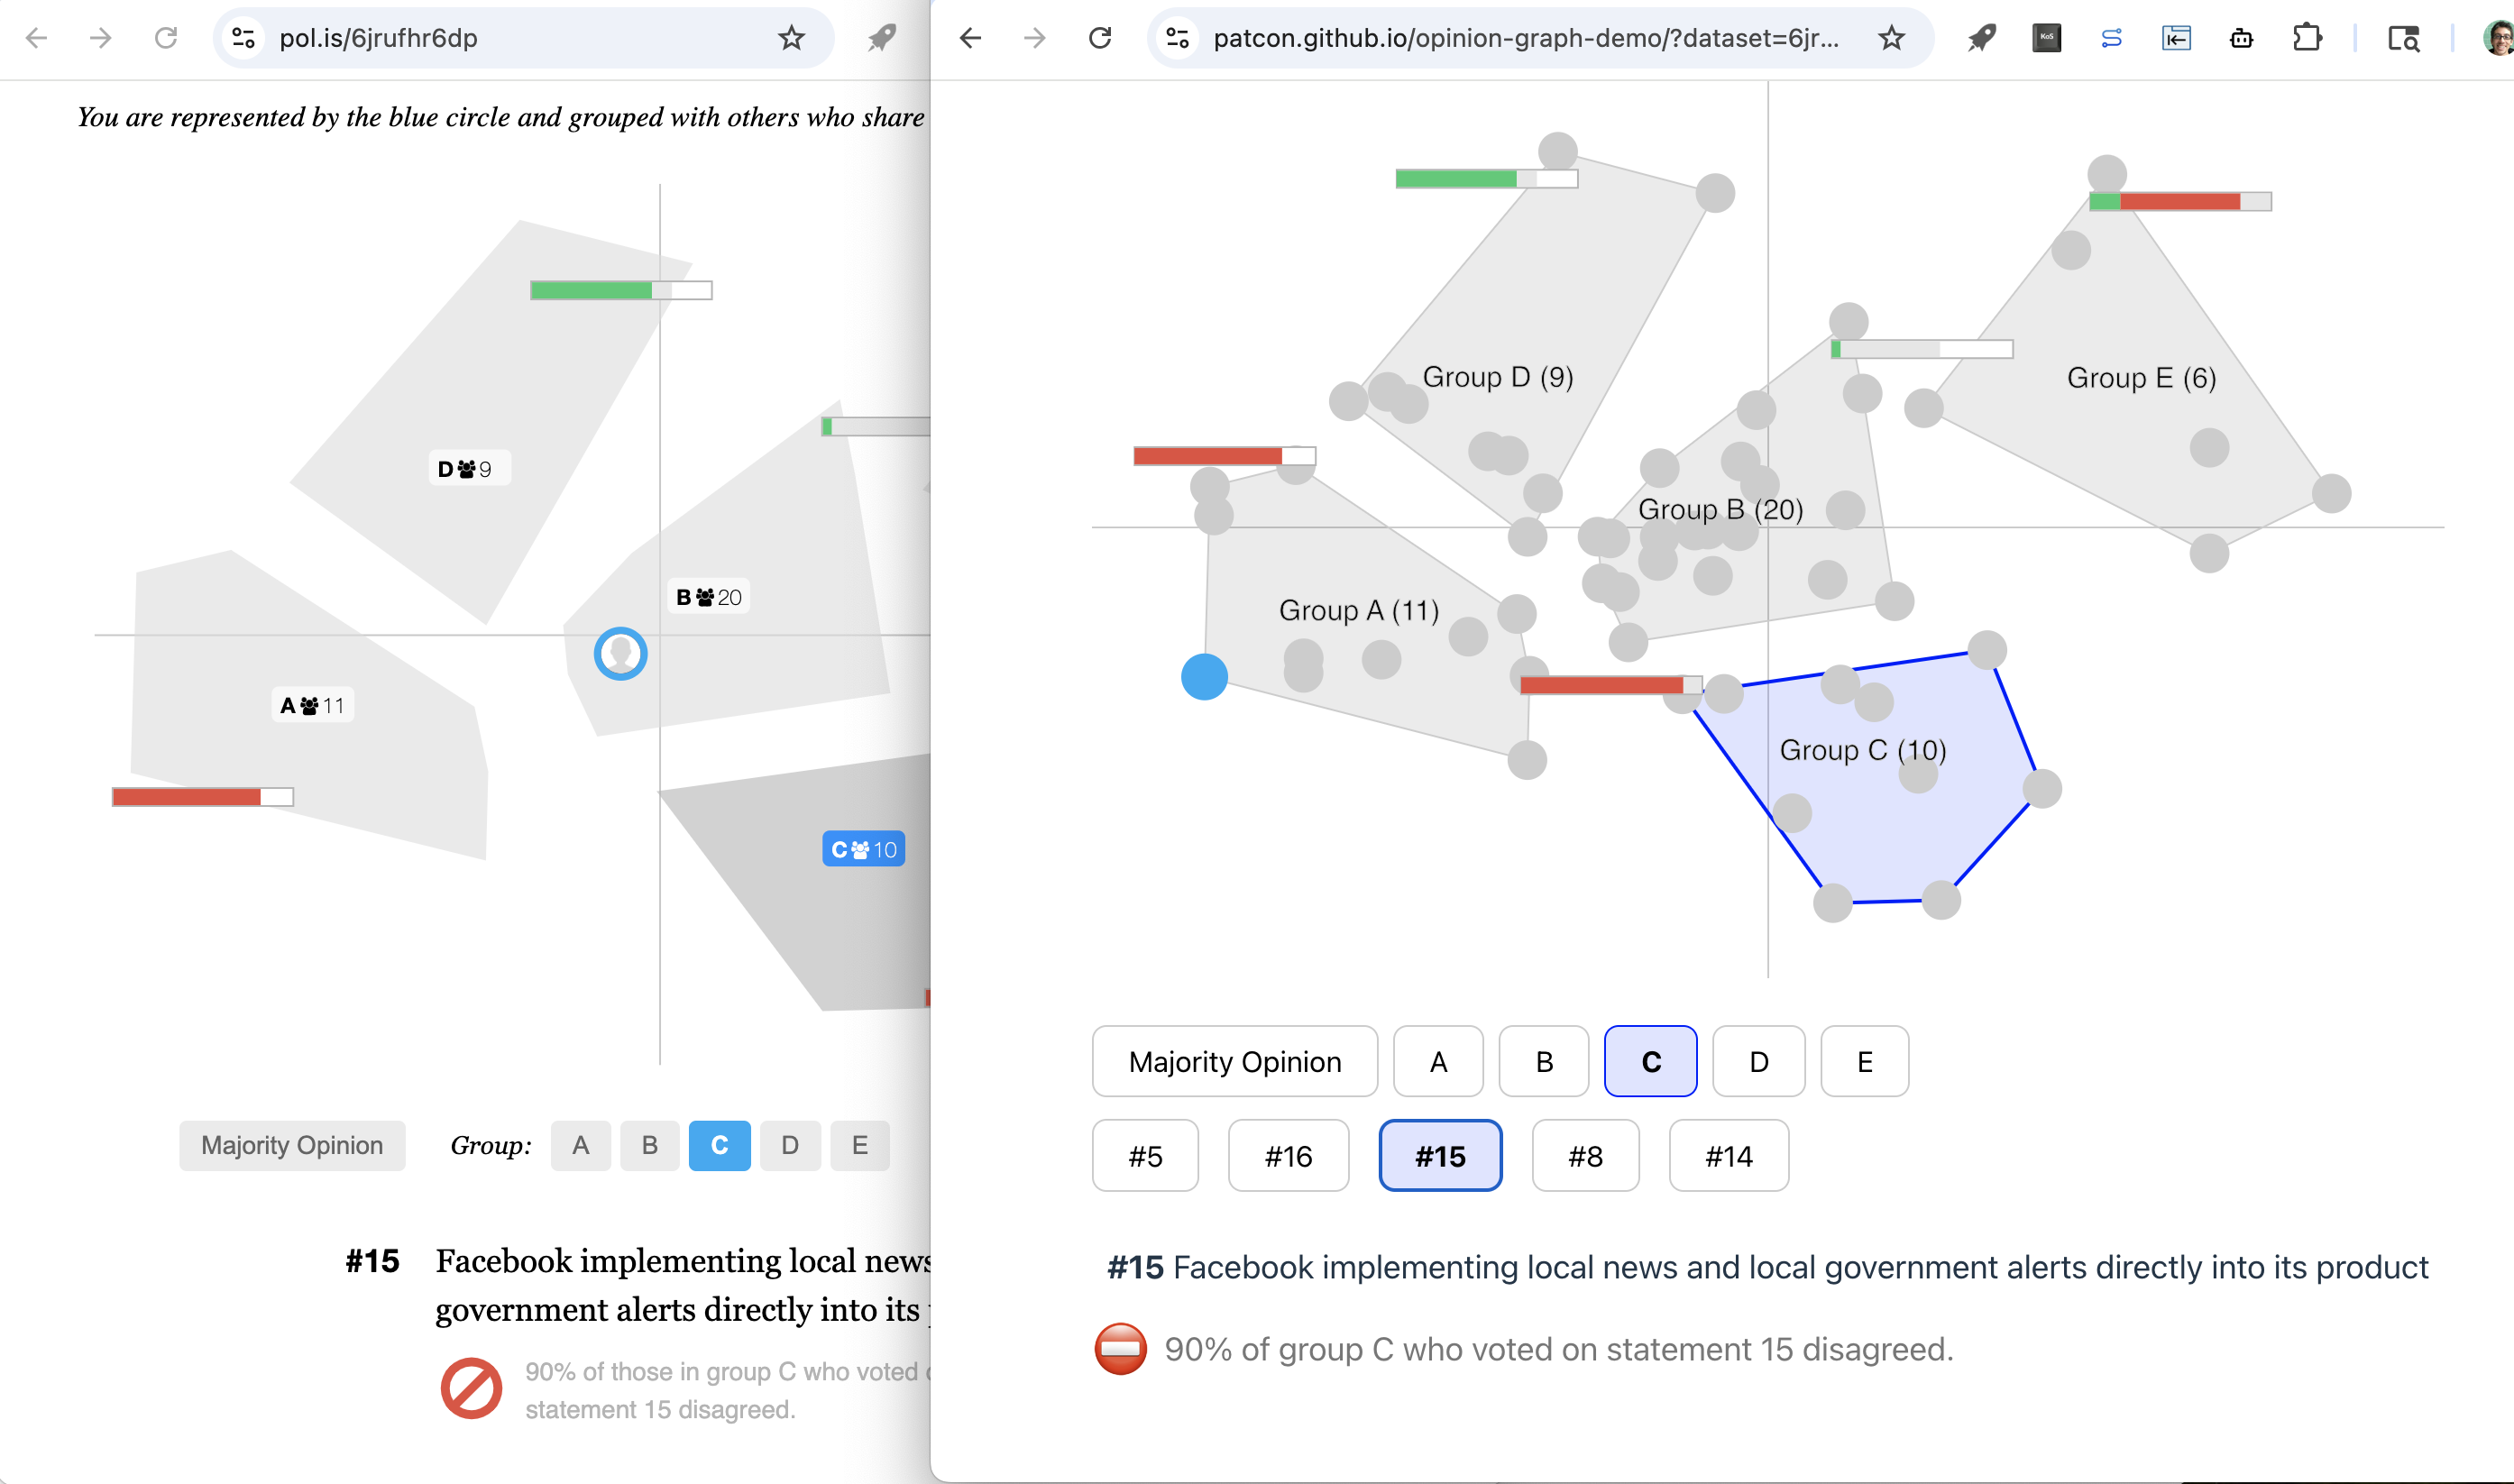 pol.is/6jrufhr6dp
You are represented by the blue circle and grouped with others who share
D 9
B 20
A 11
C 10
Majority Opinion
Group:
A
B
C
D
E
#15 Facebook implementing local news
government alerts directly into its
90% of those in group C who voted
statement 15 disagreed.
patcon.github.io/opinion-graph-demo/?dataset=6jr...
KoS
Group D (9)
Group E (6)
Group B (20)
Group A (11)
Group C (10)
Majority Opinion
A
B
C
D
E
#5
#16
#15
#8
#14
#15 Facebook implementing local news and local government alerts directly into its product
90% of group C who voted on statement 15 disagreed.